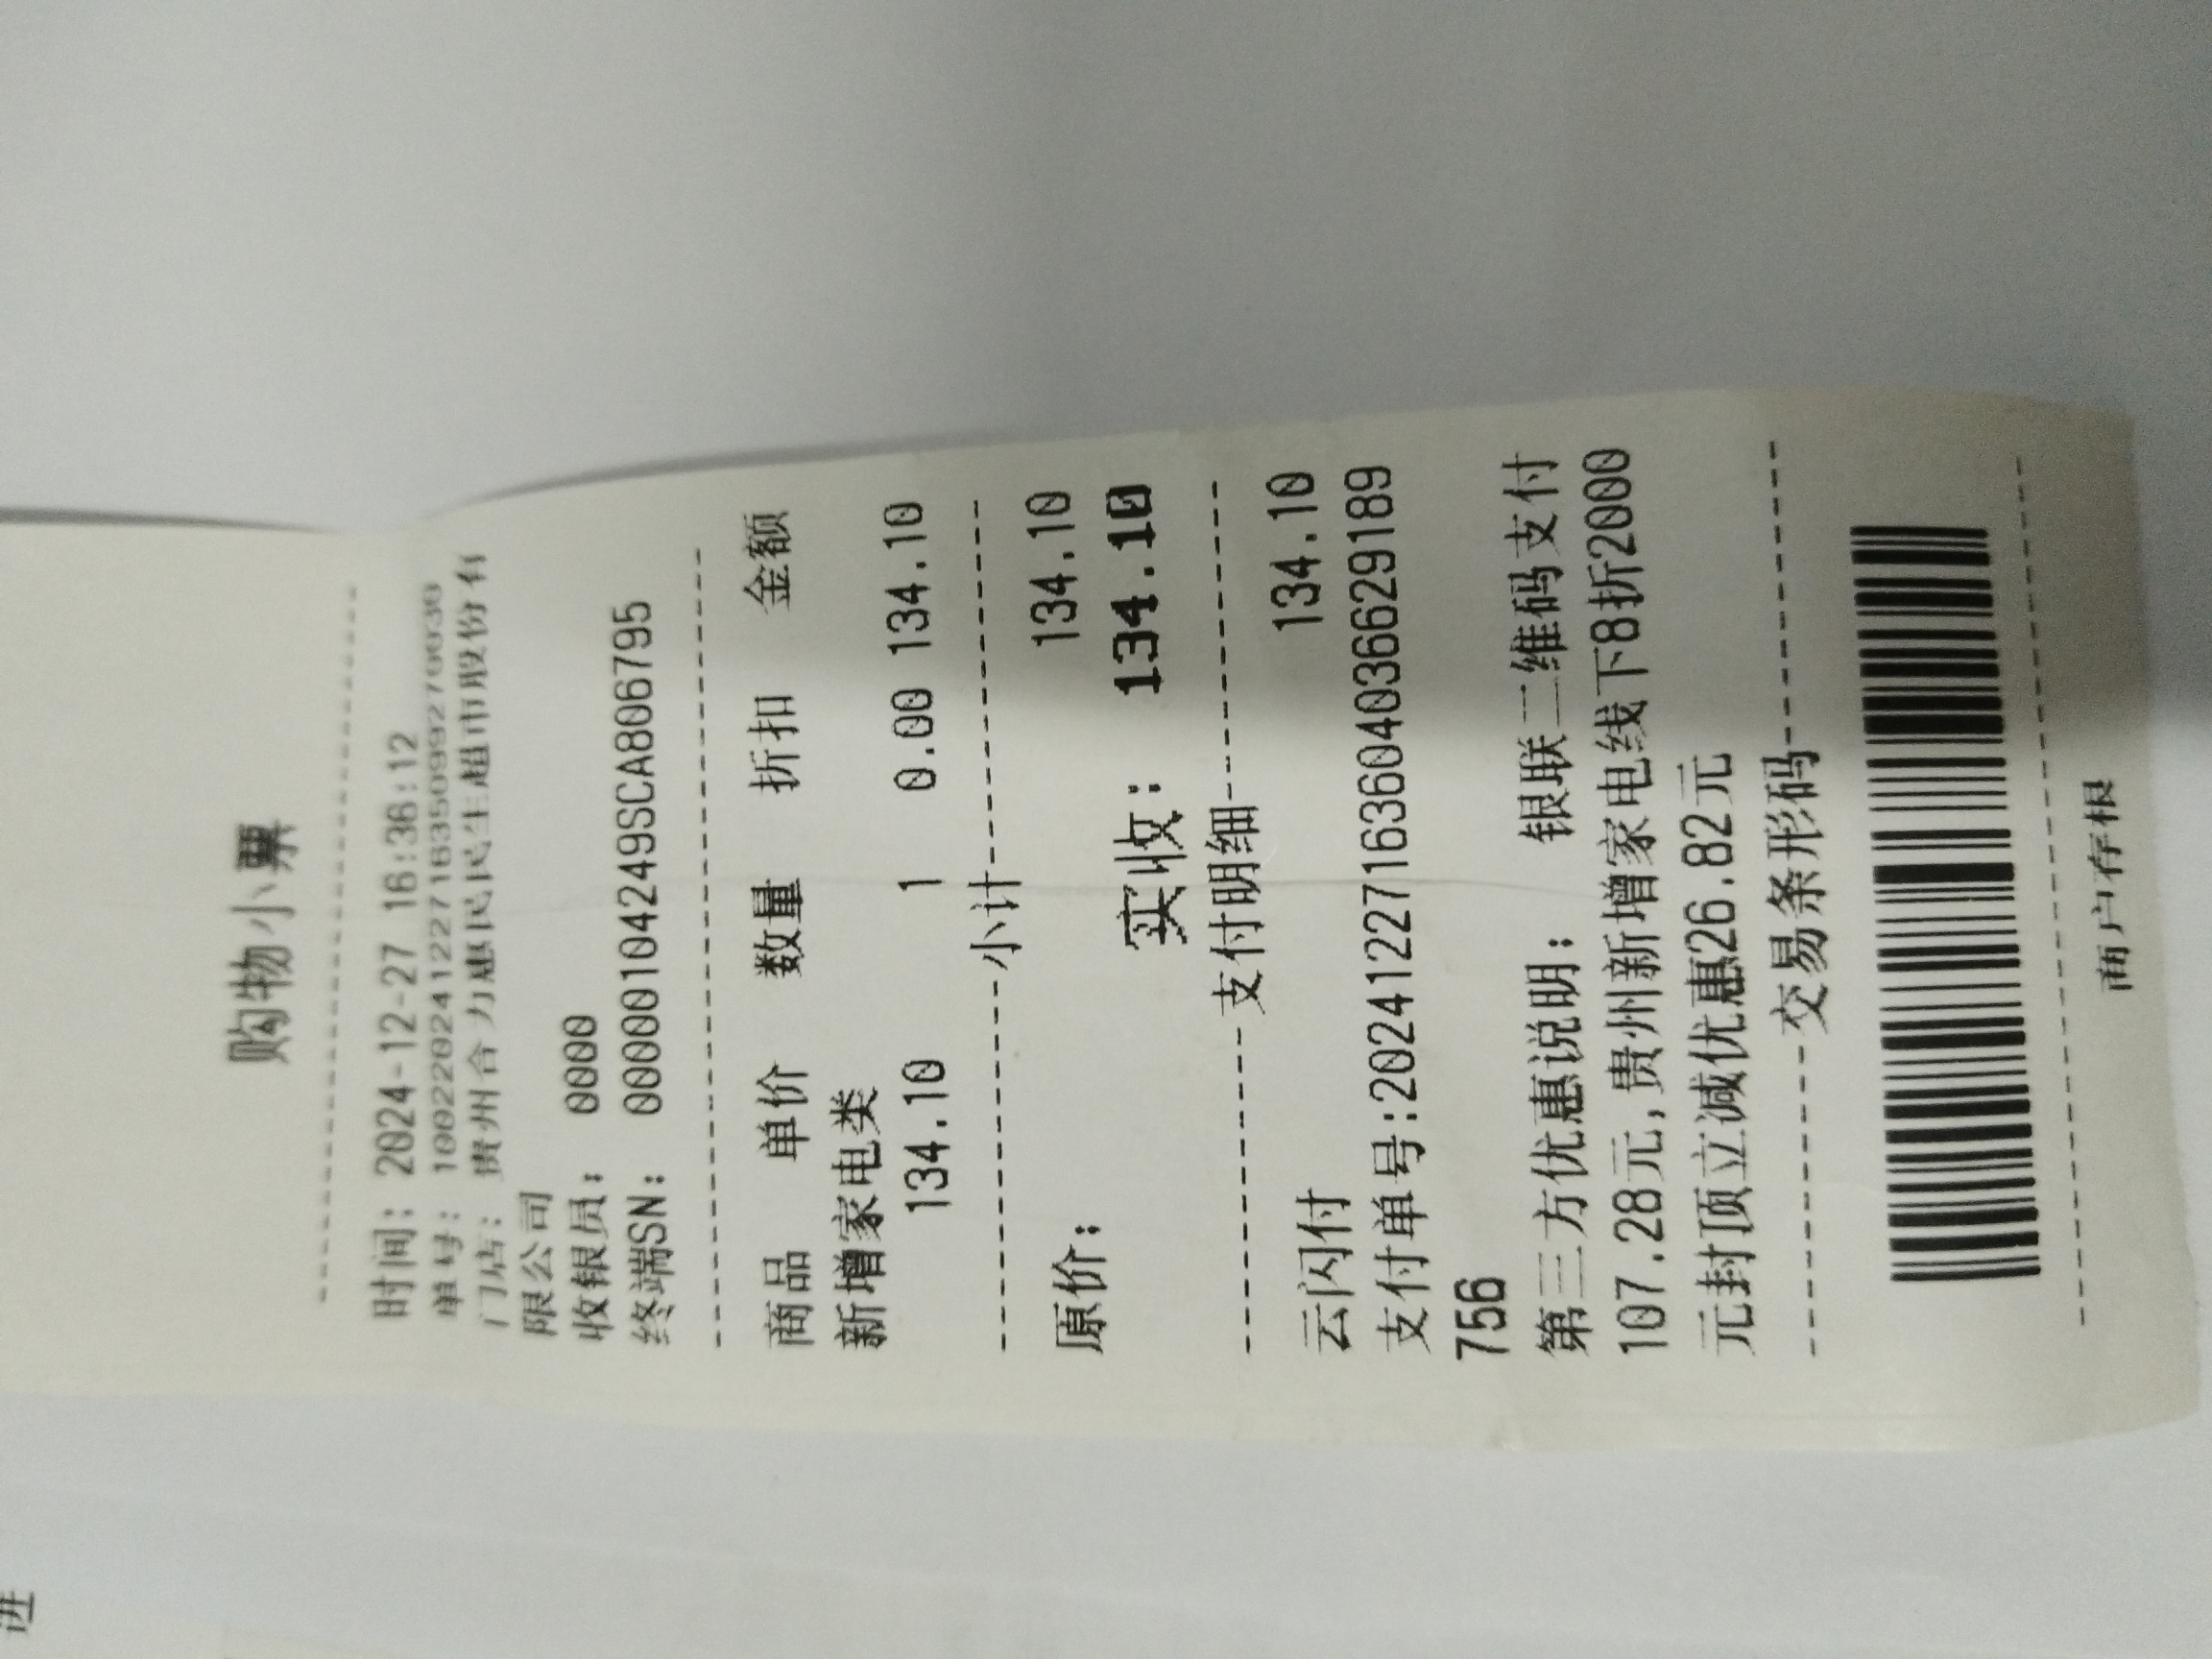 购物小票
时间: 2024-12-27 16:36:12
单号:
门店: 贵州合力惠民民生超市股份有
限公司
收银员: 0000
终端SN: 00000104249SCA806795
商品 单价 数量 折扣 金额
新增家电类
134.10 1 0.00 134.10
小计
原价: 134.10
实收: 134.10
支付明细
云闪付 134.10
支付单号:20241227163604036629189
756
第三方优惠说明: 银联二维码支付
107.28元,贵州新增家电线下8折2000
元封顶立减优惠26.82元
交易条形码
商户存根
进